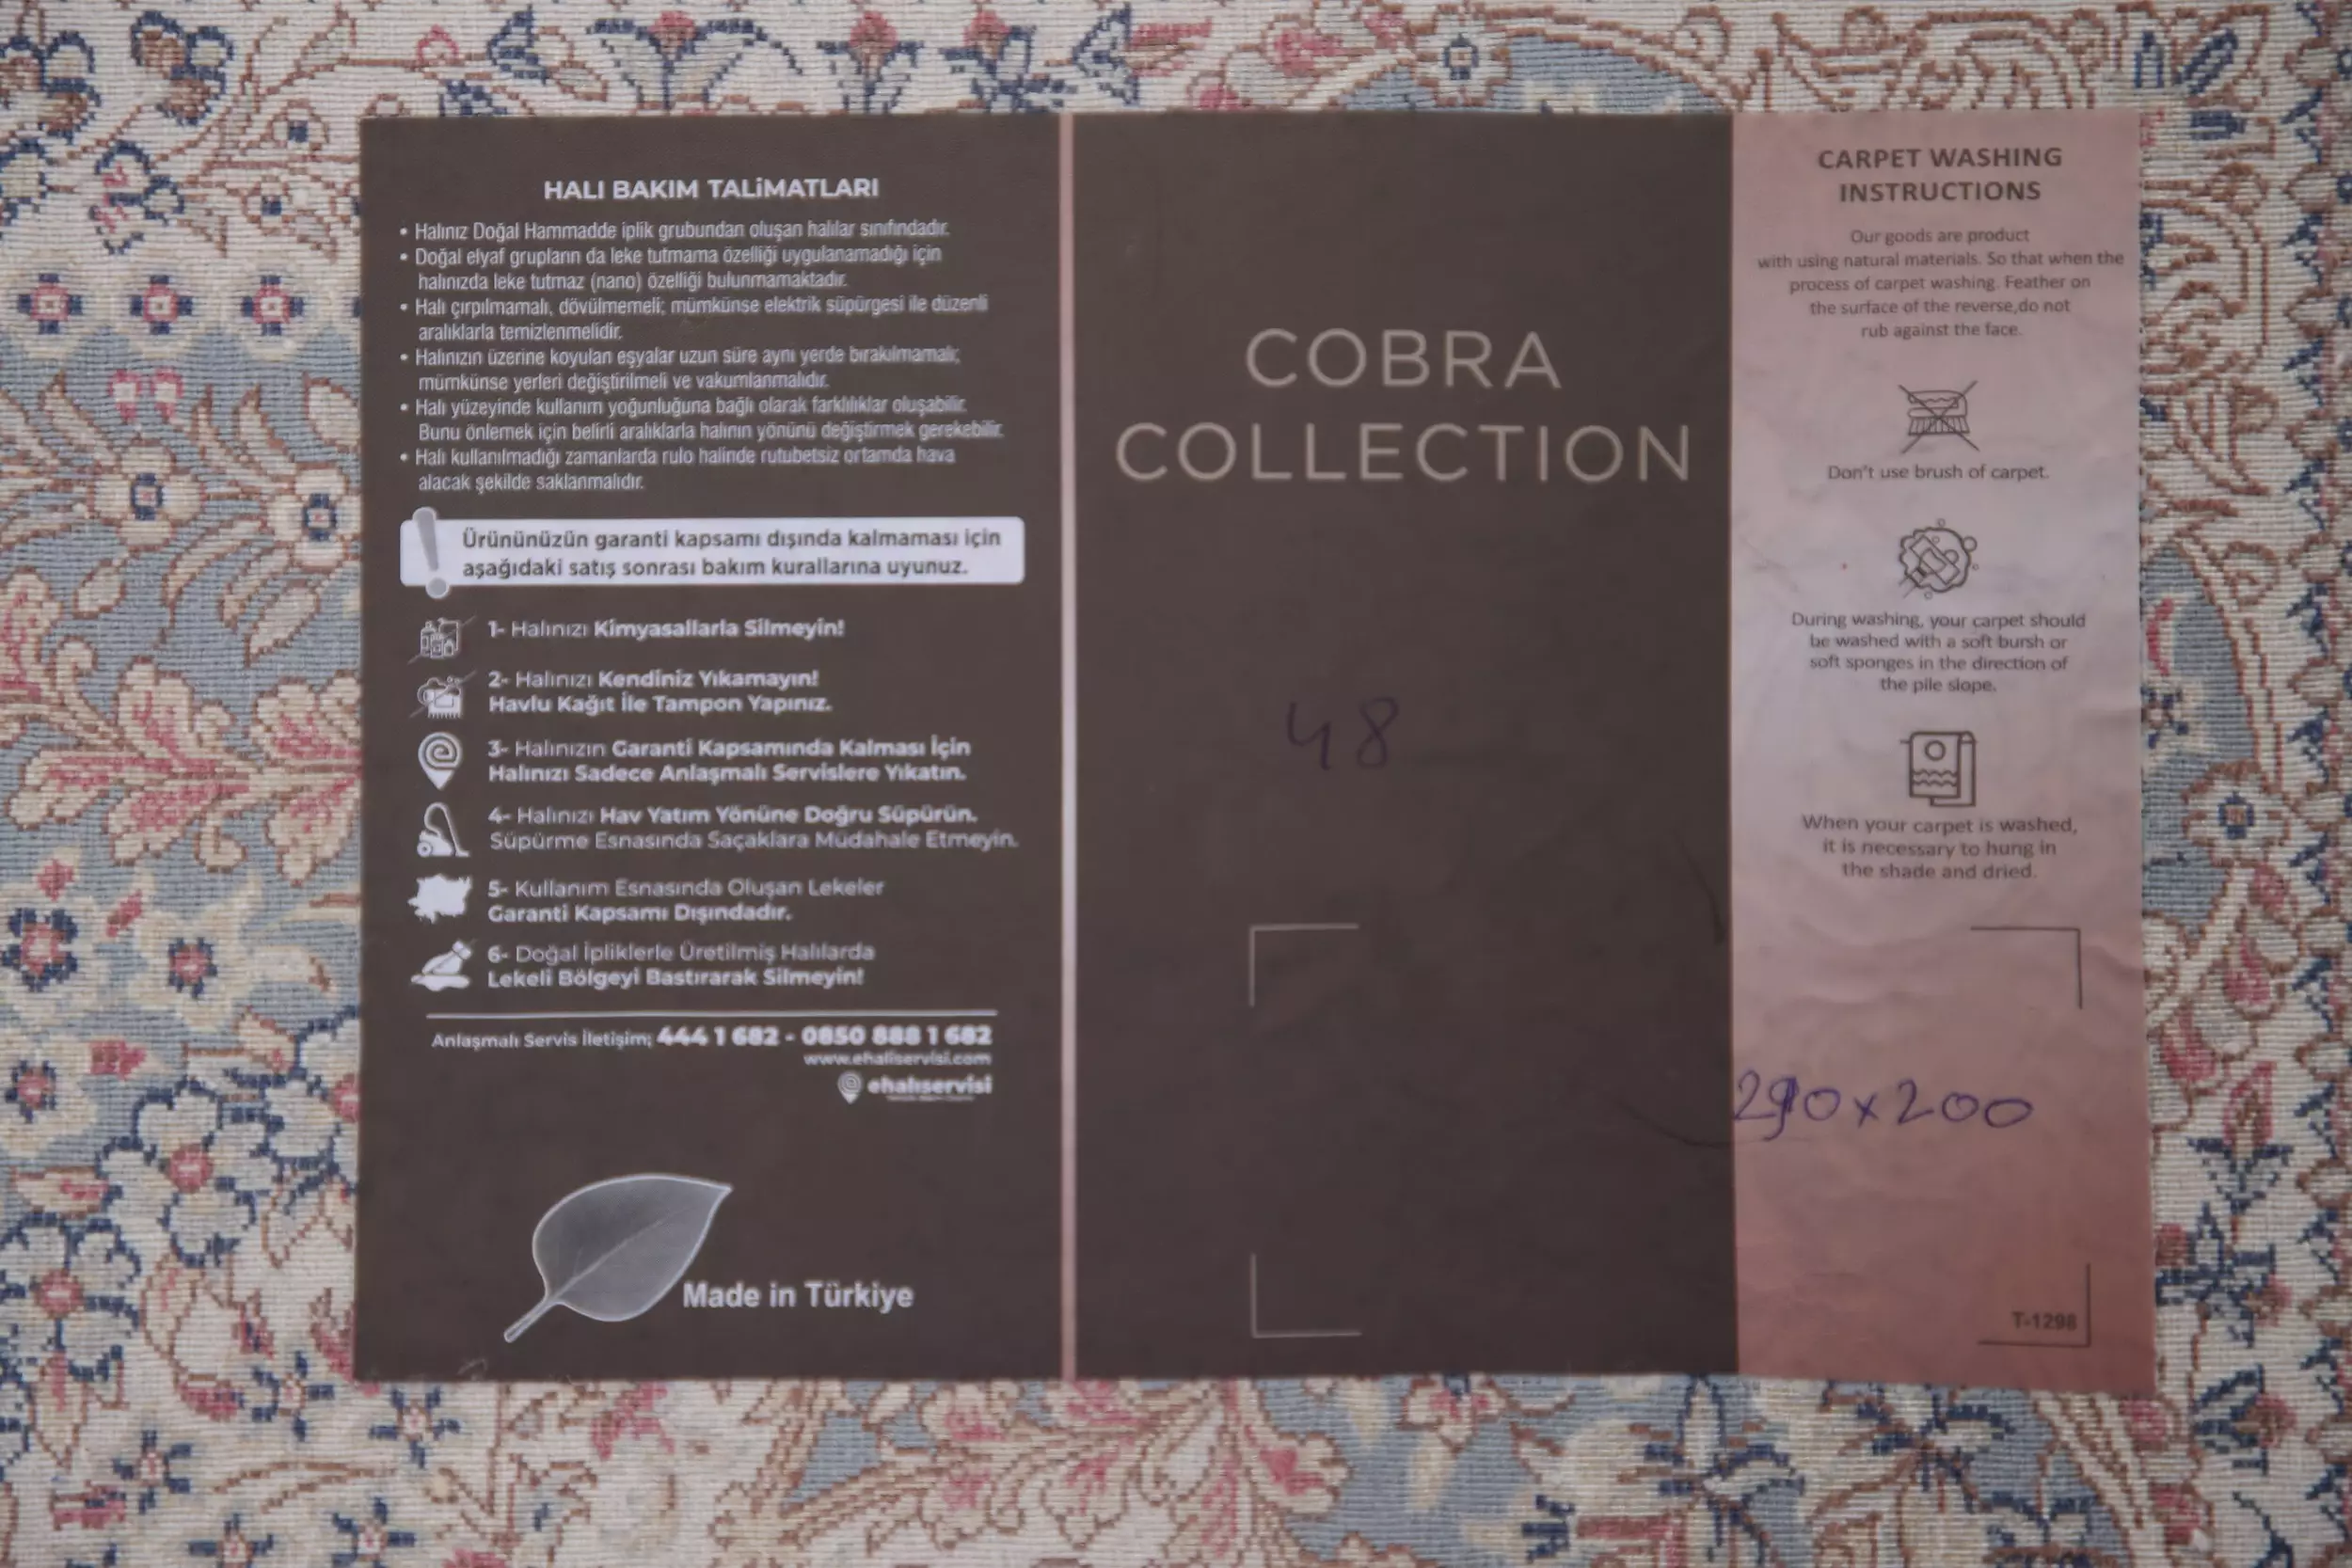 HALI BAKIM TALiMATLARI
• Halınız Doğal Hammadde iplik grubundan oluşan halılar sınıfındadır.
• Doğal elyaf grupların da leke tutmama özelliği uygulanamadığı için
halınızda leke tutmaz (nano) özelliği bulunmamaktadır.
• Halı çırpılmamalı, dövülmemeli; mümkünse elektrik süpürgesi ile düzenli
aralıklarla temizlenmelidir.
• Halınızın üzerine koyulan eşyalar uzun süre aynı yerde bırakılmamalı;
mümkünse yerleri değiştirilmeli ve vakumlanmalıdır.
• Halı yüzeyinde kullanım yoğunluğuna bağlı olarak farklılıklar oluşabilir.
Bunu önlemek için belirli aralıklarla halının yönünü değiştirmek gerekebilir.
• Halı kullanılmadığı zamanlarda rulo halinde rutubetsiz ortamda hava
alacak şekilde saklanmalıdır.
Ürününüzün garanti kapsamı dışında kalmaması için
aşağıdaki satış sonrası bakım kurallarına uyunuz.
1- Halınızı Kimyasallarla Silmeyin!
2- Halınızı Kendiniz Yıkamayın!
Havlu Kağıt İle Tampon Yapınız.
3- Halınızın Garanti Kapsamında Kalması İçin
Halınızı Sadece Anlaşmalı Servislere Yıkatın.
4- Halınızı Hav Yatım Yönüne Doğru Süpürün.
Süpürme Esnasında Saçaklara Müdahale Etmeyin.
5- Kullanım Esnasında Oluşan Lekeler
Garanti Kapsamı Dışındadır.
6- Doğal İpliklerle Üretilmiş Halılarda
Lekeli Bölgeyi Bastırarak Silmeyin!
Anlaşmalı Servis İletişim; 444 1 682 - 0850 888 1 682
www.ehaliservisi.com
ehalıservisi
Made in Türkiye
COBRA
COLLECTION
48
CARPET WASHING
INSTRUCTIONS
Our goods are product
with using natural materials. So that when the
process of carpet washing. Feather on
the surface of the reverse,do not
rub against the face.
Don't use brush of carpet.
During washing, your carpet should
be washed with a soft bursh or
soft sponges in the direction of
the pile slope.
When your carpet is washed,
it is necessary to hung in
the shade and dried.
290x200
T-1298